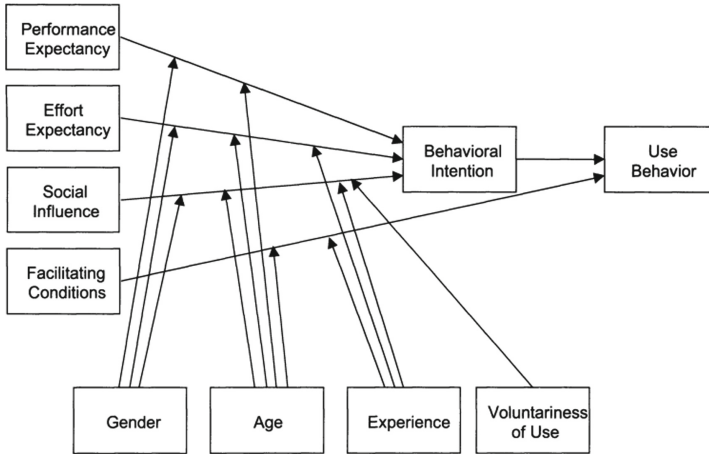 Performance
Expectancy
Effort
Expectancy
Social
Influence
Facilitating
Conditions
Behavioral
Intention
Use
Behavior
Gender
Age
Experience
Voluntariness
of Use